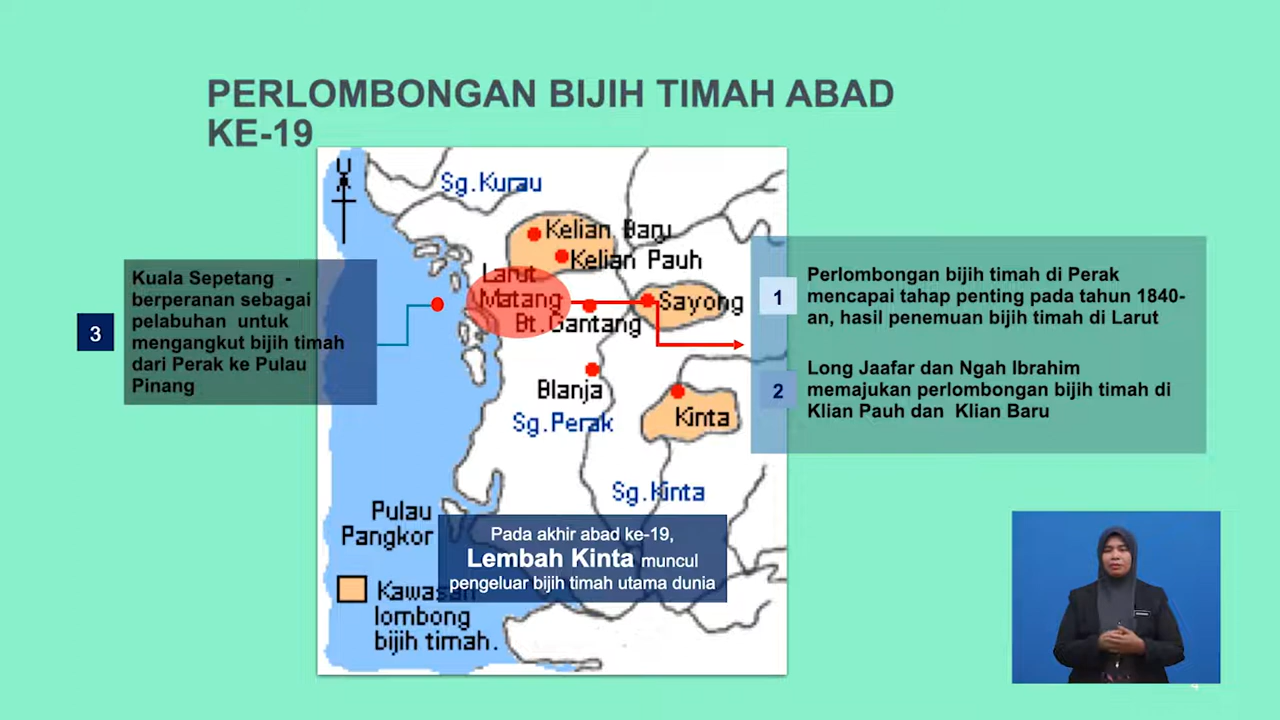 PERLOMBONGAN BIJIH TIMAH ABAD
KE-19
U
Sg.Kurau
Kelian Baru
Kelian Pauh
Larut
Matang
Sayong
Bt.Gantang
Blanja
Kinta
Sg.Perak
Sg.Kinta
Pulau
Pangkor
Kawasan
lombong
bijih timah.
3
Kuala Sepetang -
berperanan sebagai
pelabuhan untuk
mengangkut bijih timah
dari Perak ke Pulau
Pinang
1
Perlombongan bijih timah di Perak
mencapai tahap penting pada tahun 1840-
an, hasil penemuan bijih timah di Larut
2
Long Jaafar dan Ngah Ibrahim
memajukan perlombongan bijih timah di
Klian Pauh dan Klian Baru
Pada akhir abad ke-19,
Lembah Kinta muncul
pengeluar bijih timah utama dunia